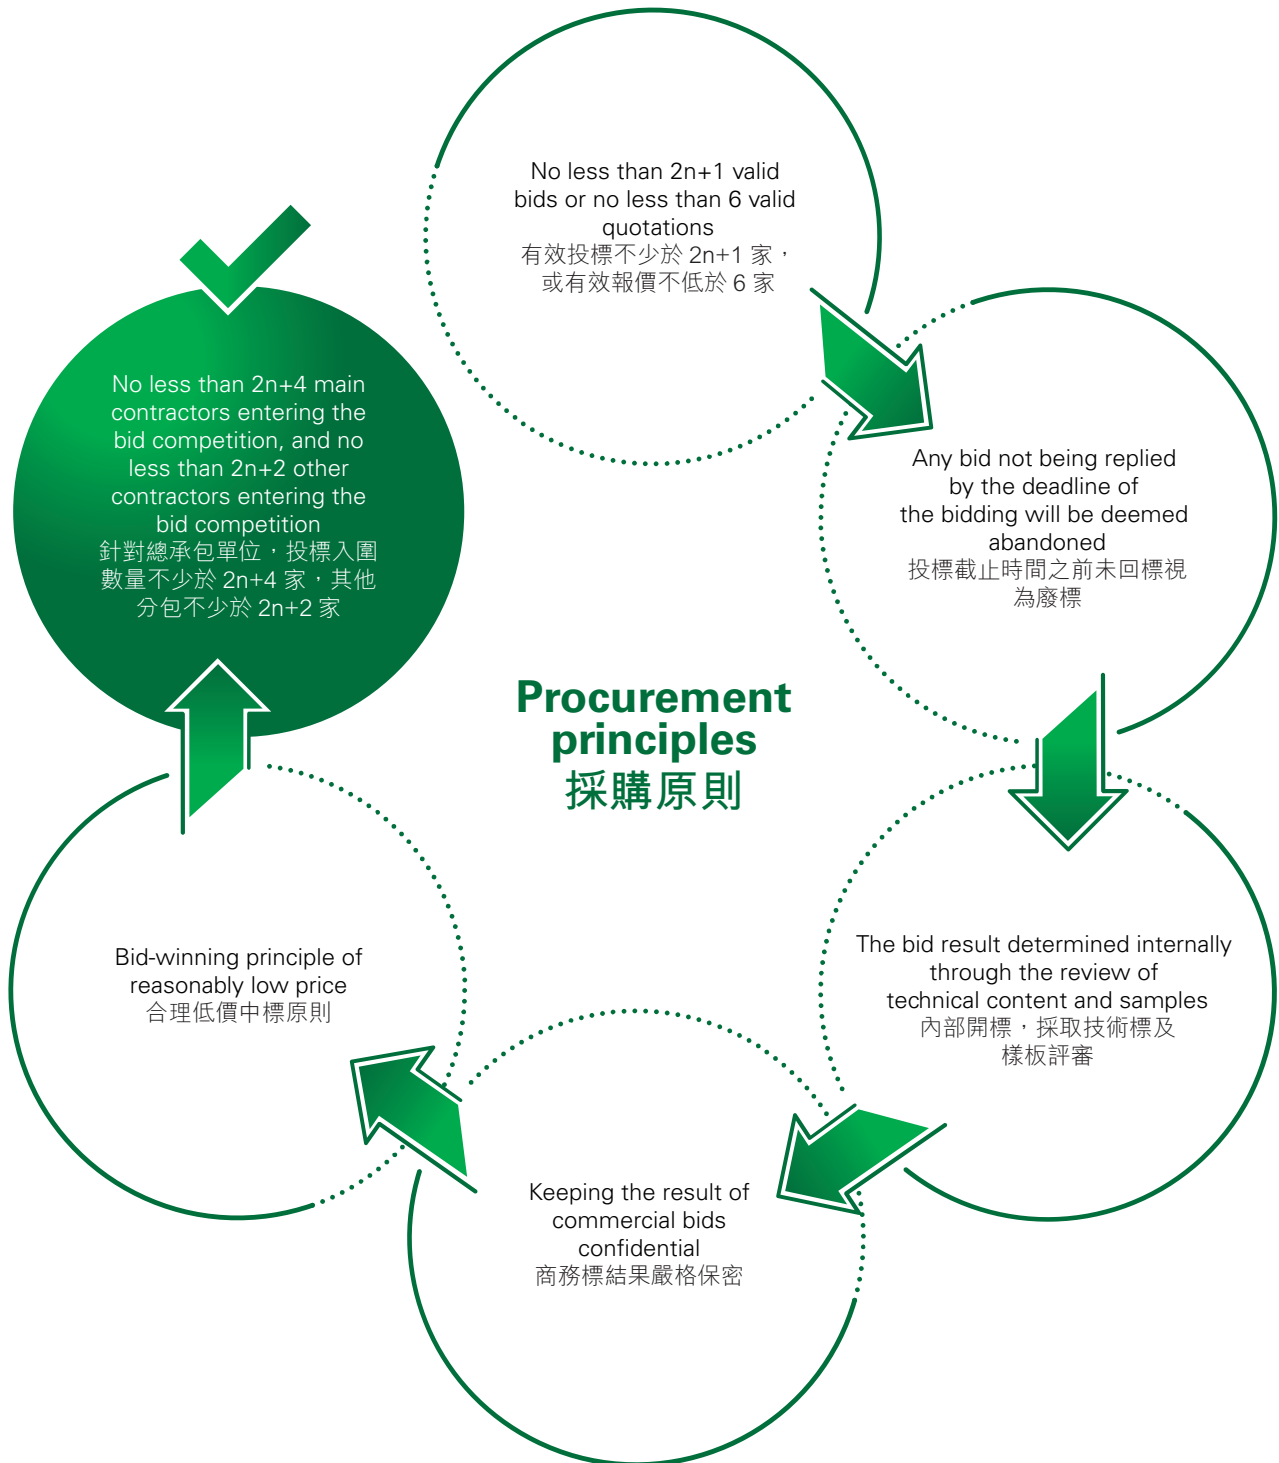 No less than 2n+1 valid
bids or no less than 6 valid
quotations
有效投標不少於 2n+1 家，
或有效報價不低於 6 家
No less than 2n+4 main
contractors entering the
bid competition, and no
less than 2n+2 other
contractors entering the
bid competition
針對總承包單位，投標入圍
數量不少於 2n+4 家，其他
分包不少於 2n+2 家
Any bid not being replied
by the deadline of
the bidding will be deemed
abandoned
投標截止時間之前未回標視
為廢標
Procurement
principles
採購原則
Bid-winning principle of
reasonably low price
合理低價中標原則
The bid result determined internally
through the review of
technical content and samples
內部開標，採取技術標及
樣板評審
Keeping the result of
commercial bids
confidential
商務標結果嚴格保密